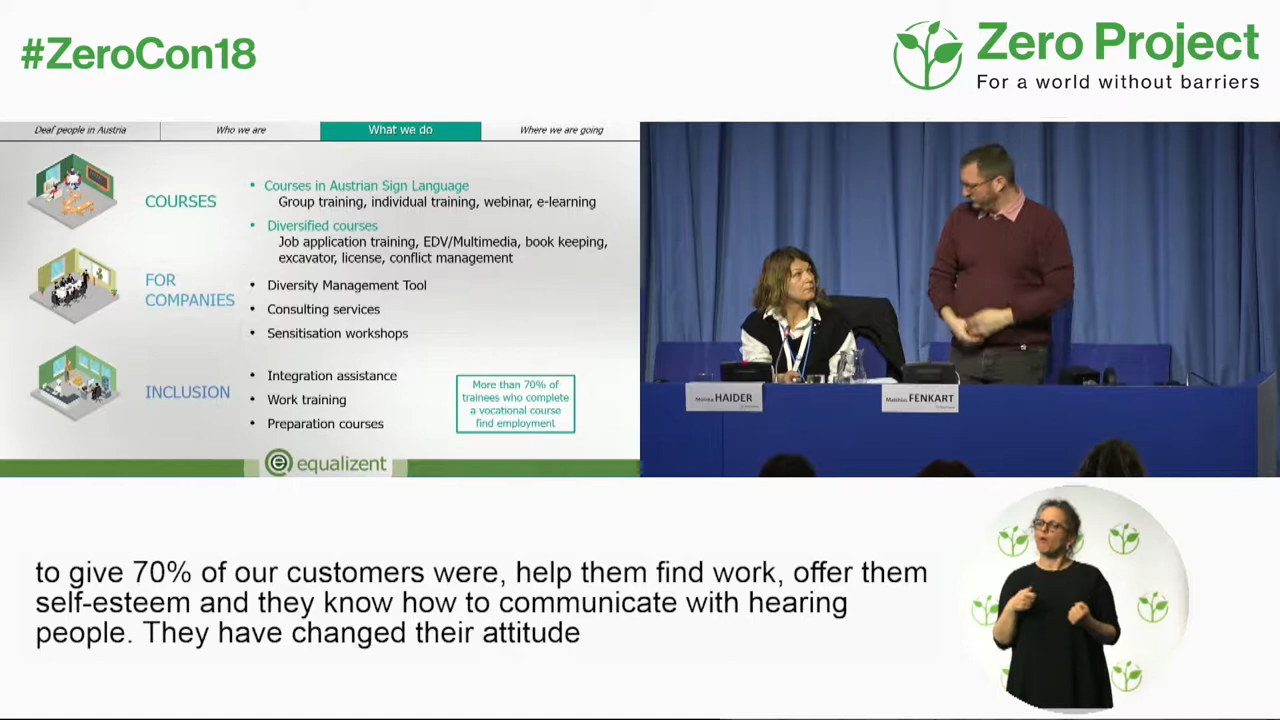 #ZeroCon18
Zero Project
For a world without barriers
Deaf people in Austria
Who we are
What we do
Where we are going
COURSES
• Courses in Austrian Sign Language
Group training, individual training, webinar, e-learning
• Diversified courses
Job application training, EDV/Multimedia, book keeping,
excavator, license, conflict management
FOR
COMPANIES
• Diversity Management Tool
• Consulting services
• Sensitisation workshops
INCLUSION
• Integration assistance
• Work training
• Preparation courses
More than 70% of
trainees who complete
a vocational course
find employment
e equalizent
Monika HAIDER
Matthias FENKART
to give 70% of our customers were, help them find work, offer them
self-esteem and they know how to communicate with hearing
people. They have changed their attitude